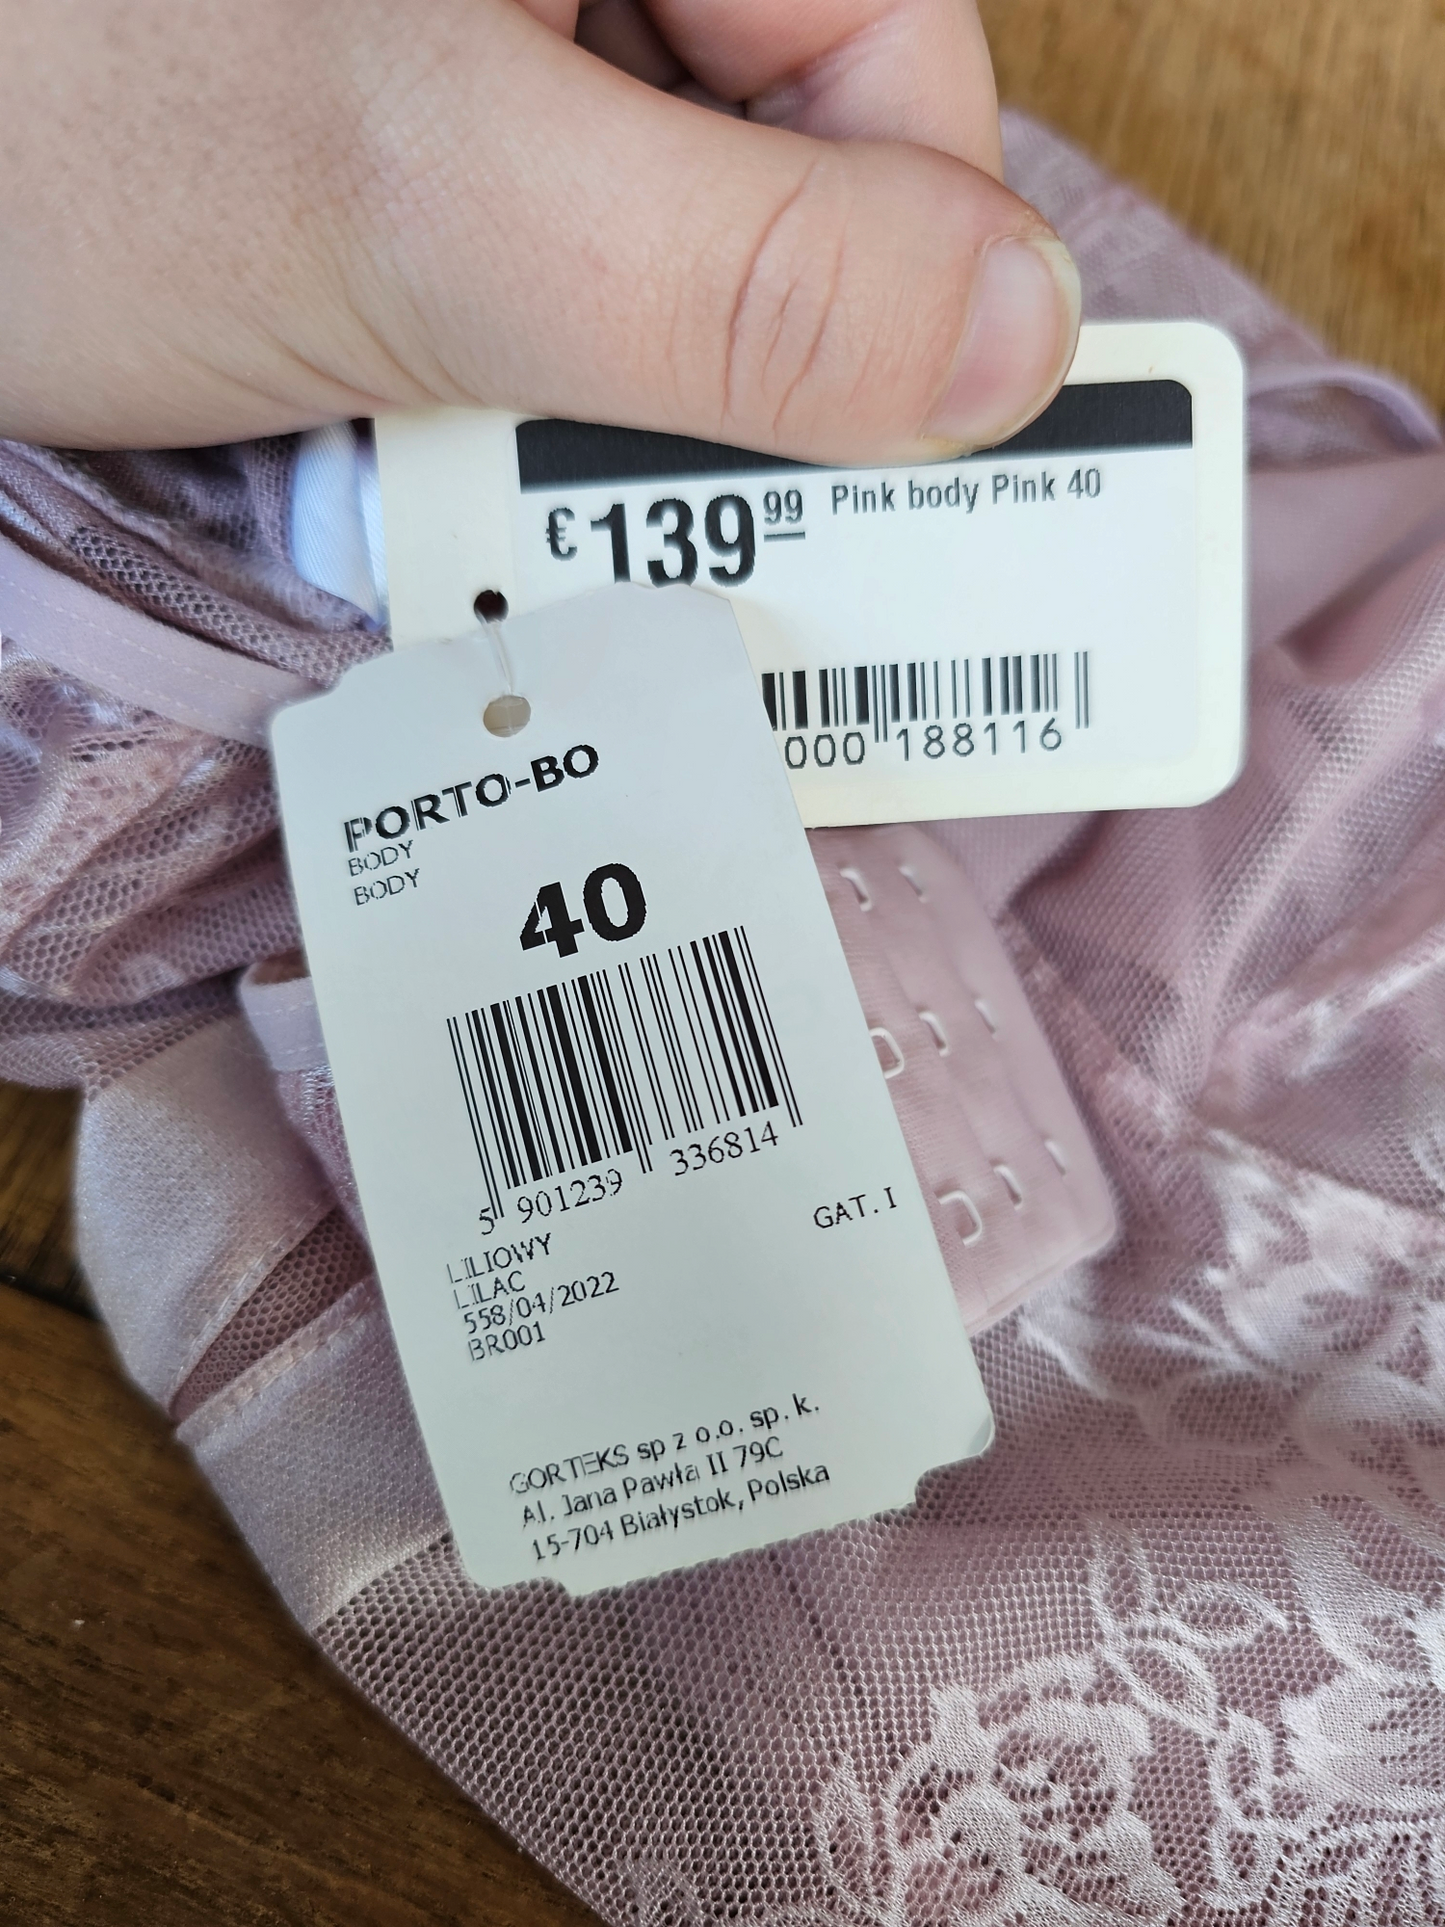 €139 99 Pink body Pink 40
000 188116
PORTO-BO
BODY
BODY
40
5 901239 336814
GAT. I
LILIOWY
LILAC
558/04/2022
BR001
GORTEKS sp z o.o. sp. k.
Al. Jana Pawła II 79C
15-704 Białystok, Polska